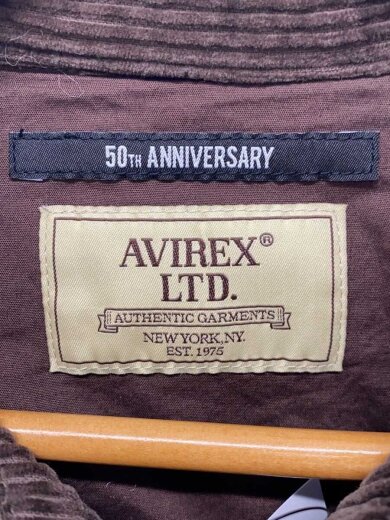 50TH ANNIVERSARY
AVIREX®
LTD.
AUTHENTIC GARMENTS
NEW YORK, NY.
EST. 1975